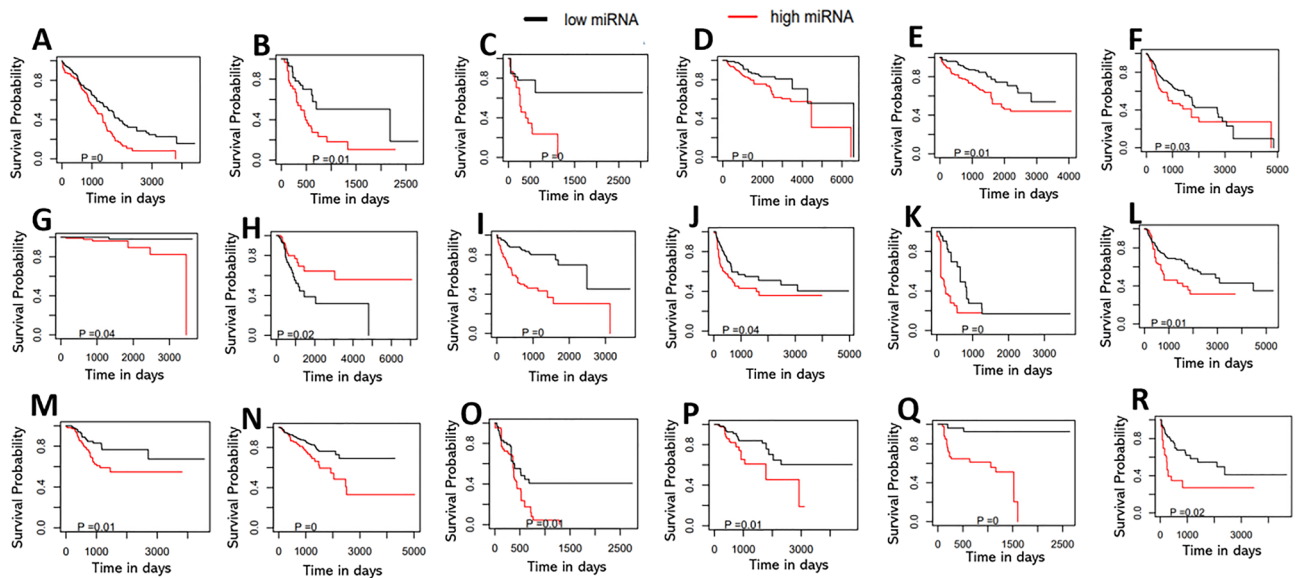 low miRNA high miRNA
A B C D E F
Survival Probability 0.0 0.4 0.8 P =0 0 1000 3000 Time in days
Survival Probability 0.0 0.4 0.8 P =0.01 0 500 1500 2500 Time in days
Survival Probability 0.0 0.4 0.8 P =0 0 500 1500 2500 Time in days
Survival Probability 0.0 0.4 0.8 P =0 0 2000 4000 6000 Time in days
Survival Probability 0.0 0.4 0.8 P =0.01 0 1000 2000 3000 4000 Time in days
Survival Probability 0.0 0.4 0.8 P =0.03 0 1000 3000 5000 Time in days
G H I J K L
Survival Probability 0.0 0.4 0.8 P =0.04 0 1000 2000 3000 Time in days
Survival Probability 0.0 0.4 0.8 P =0.02 0 2000 4000 6000 Time in days
Survival Probability 0.0 0.4 0.8 P =0 0 1000 2000 3000 Time in days
Survival Probability 0.0 0.4 0.8 P =0.04 0 1000 3000 5000 Time in days
Survival Probability 0.0 0.4 0.8 P =0 0 1000 2000 3000 Time in days
Survival Probability 0.0 0.4 0.8 P =0.01 0 1000 3000 5000 Time in days
M N O P Q R
Survival Probability 0.0 0.4 0.8 P =0.01 0 1000 3000 Time in days
Survival Probability 0.0 0.4 0.8 P =0 0 1000 3000 5000 Time in days
Survival Probability 0.0 0.4 0.8 P =0.01 0 500 1500 2500 Time in days
Survival Probability 0.0 0.4 0.8 P =0.01 0 1000 3000 Time in days
Survival Probability 0.0 0.4 0.8 P =0 0 500 1500 2500 Time in days
Survival Probability 0.0 0.4 0.8 P =0.02 0 1000 3000 Time in days